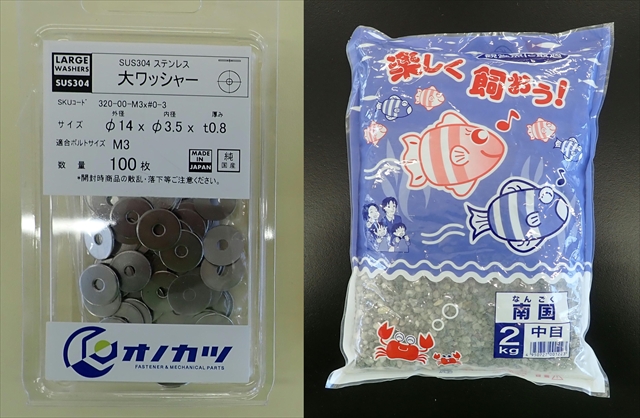 LARGE
WASHERS
SUS304
SUS304 ステンレス
大ワッシャー
SKUコード 320-00-M3x#0-3
外径 内径 厚み
サイズ φ14 x φ3.5 x t0.8
適合ボルトサイズ M3
数量 100枚
MADE IN JAPAN
純国産
*開封時商品の散乱・落下等ご注意ください。
オノカツ
FASTENER & MECHANICAL PARTS
楽しく 飼おう!
なんごく
南国
2kg
中目